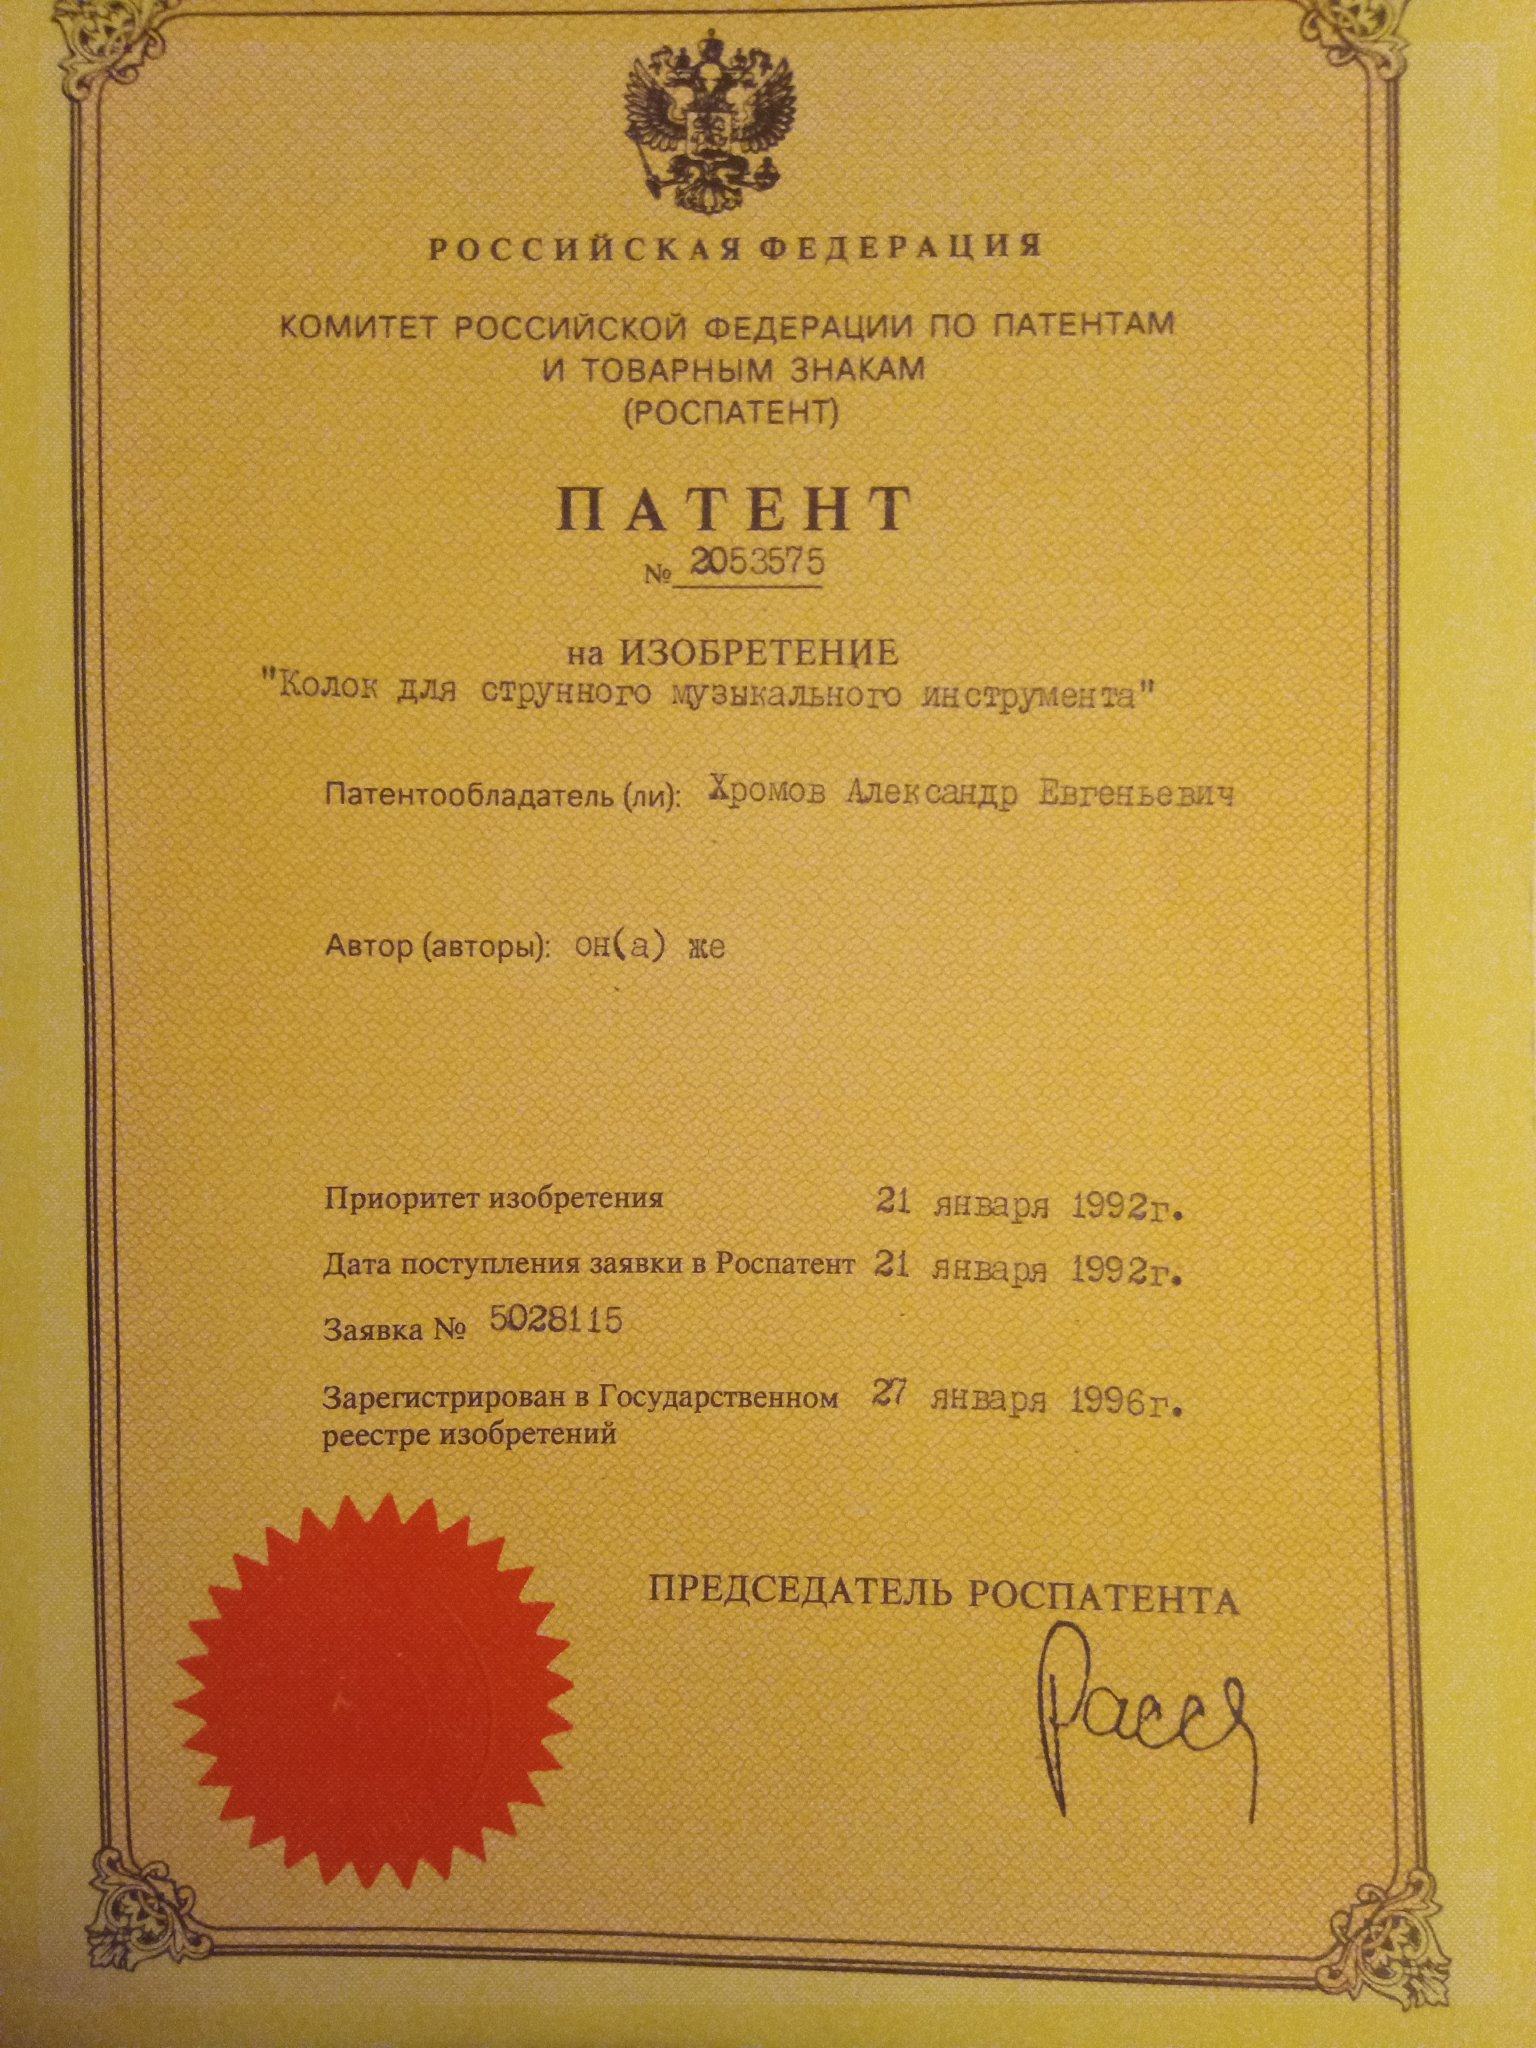 РОССИЙСКАЯ ФЕДЕРАЦИЯ
КОМИТЕТ РОССИЙСКОЙ ФЕДЕРАЦИИ ПО ПАТЕНТАМ
И ТОВАРНЫМ ЗНАКАМ
(РОСПАТЕНТ)
ПАТЕНТ
№ 2053575
на ИЗОБРЕТЕНИЕ
"Колок для струнного музыкального инструмента"
Патентообладатель (ли): Хромов Александр Евгеньевич
Автор (авторы): он(а) же
Приоритет изобретения 21 января 1992г.
Дата поступления заявки в Роспатент 21 января 1992г.
Заявка № 5028115
Зарегистрирован в Государственном 27 января 1996г.
реестре изобретений
ПРЕДСЕДАТЕЛЬ РОСПАТЕНТА